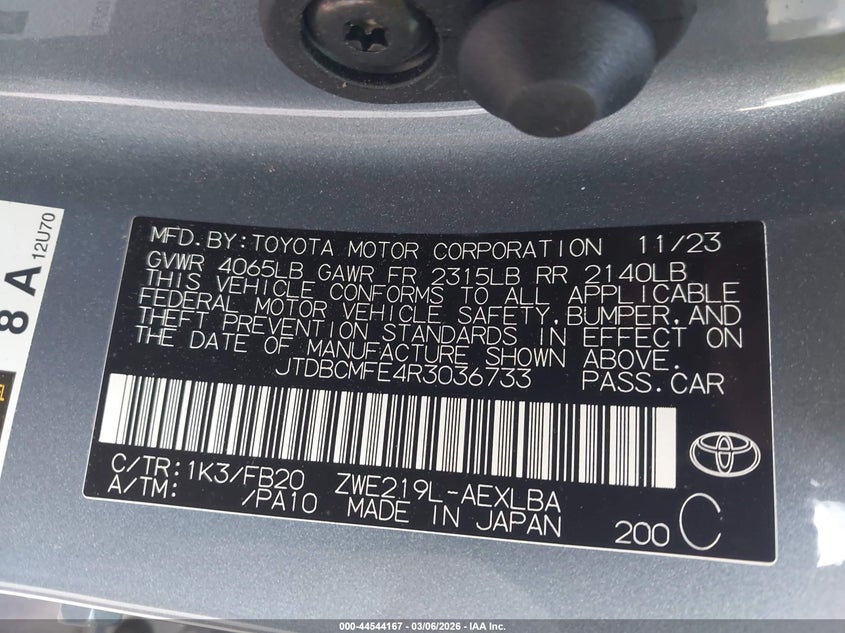 12U70
8 A
MFD.BY:TOYOTA MOTOR CORPORATION 11/23
GVWR 4065LB GAWR FR 2315LB RR 2140LB
THIS VEHICLE CONFORMS TO ALL APPLICABLE
FEDERAL MOTOR VEHICLE SAFETY,BUMPER,AND
THEFT PREVENTION STANDARDS IN EFFECT ON
THE DATE OF MANUFACTURE SHOWN ABOVE.
JTDBCMFE4R3036733 PASS.CAR
C/TR:1K3/FB20 ZWE219L-AEXLBA
A/TM: /PA10 MADE IN JAPAN 200 C
000-44544167 - 03/06/2026 - IAA Inc.